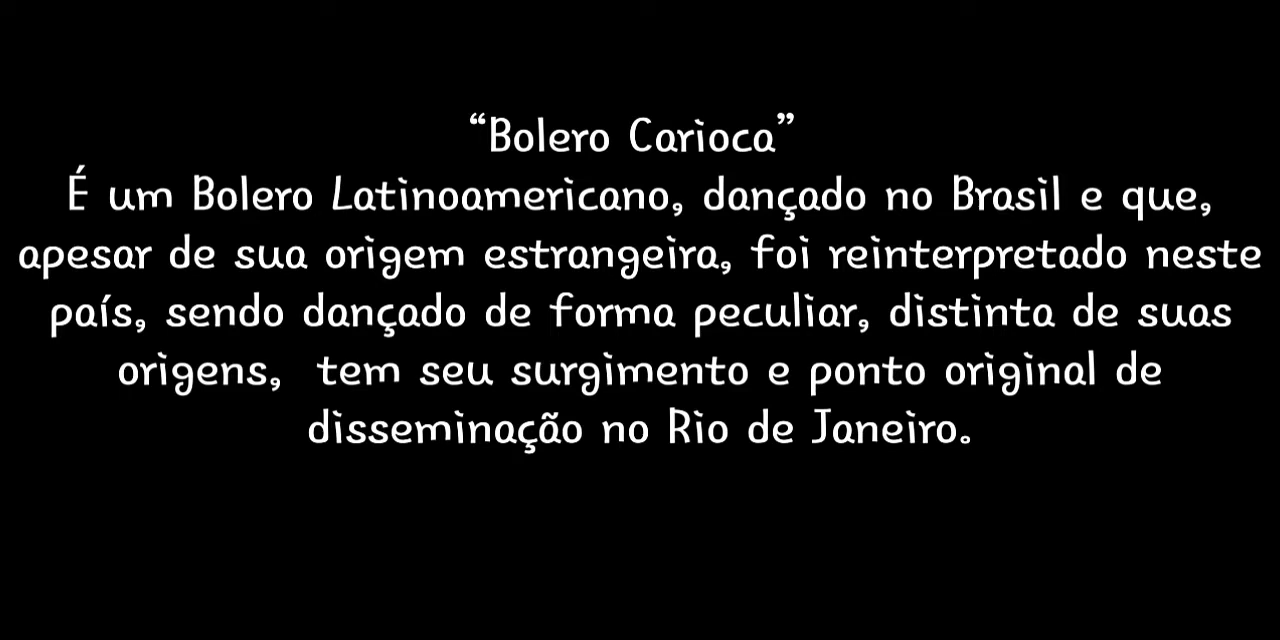 “Bolero Carioca”
É um Bolero Latinoamericano, dançado no Brasil e que,
apesar de sua origem estrangeira, foi reinterpretado neste
país, sendo dançado de forma peculiar, distinta de suas
origens,  tem seu surgimento e ponto original de
disseminação no Rio de Janeiro.